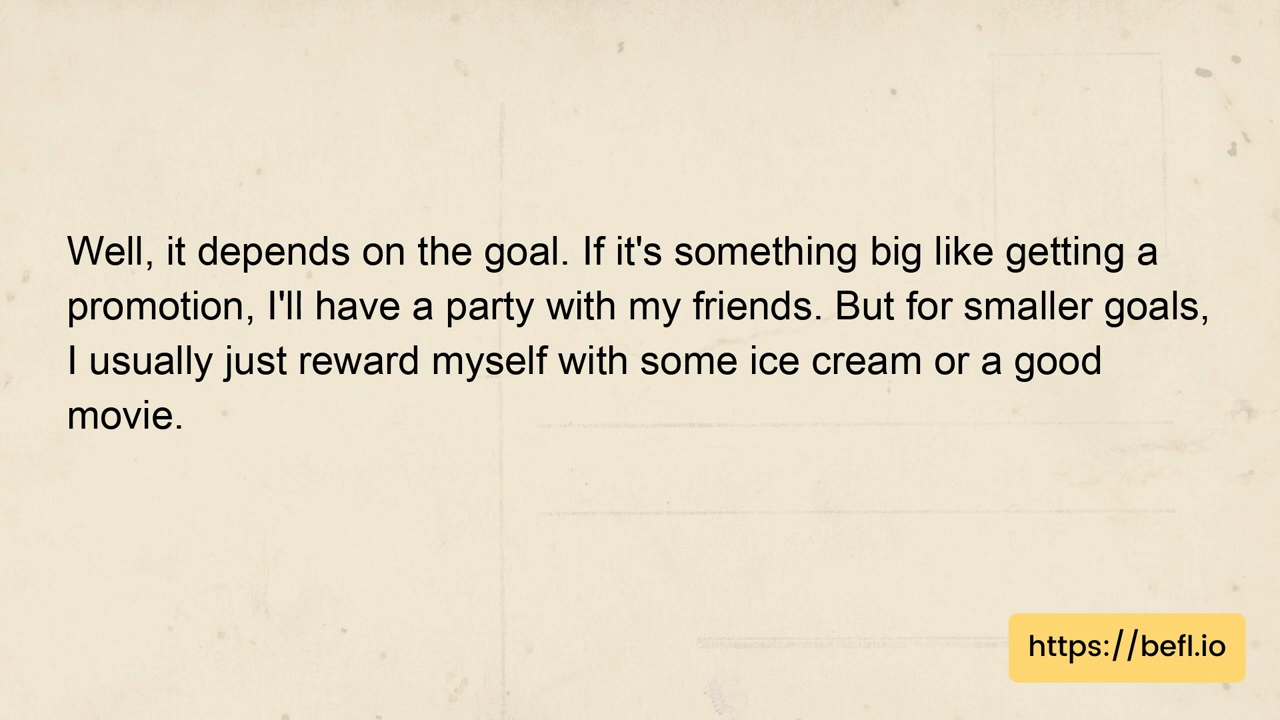 Well, it depends on the goal. If it's something big like getting a
promotion, I'll have a party with my friends. But for smaller goals,
I usually just reward myself with some ice cream or a good
movie.
https://befl.io